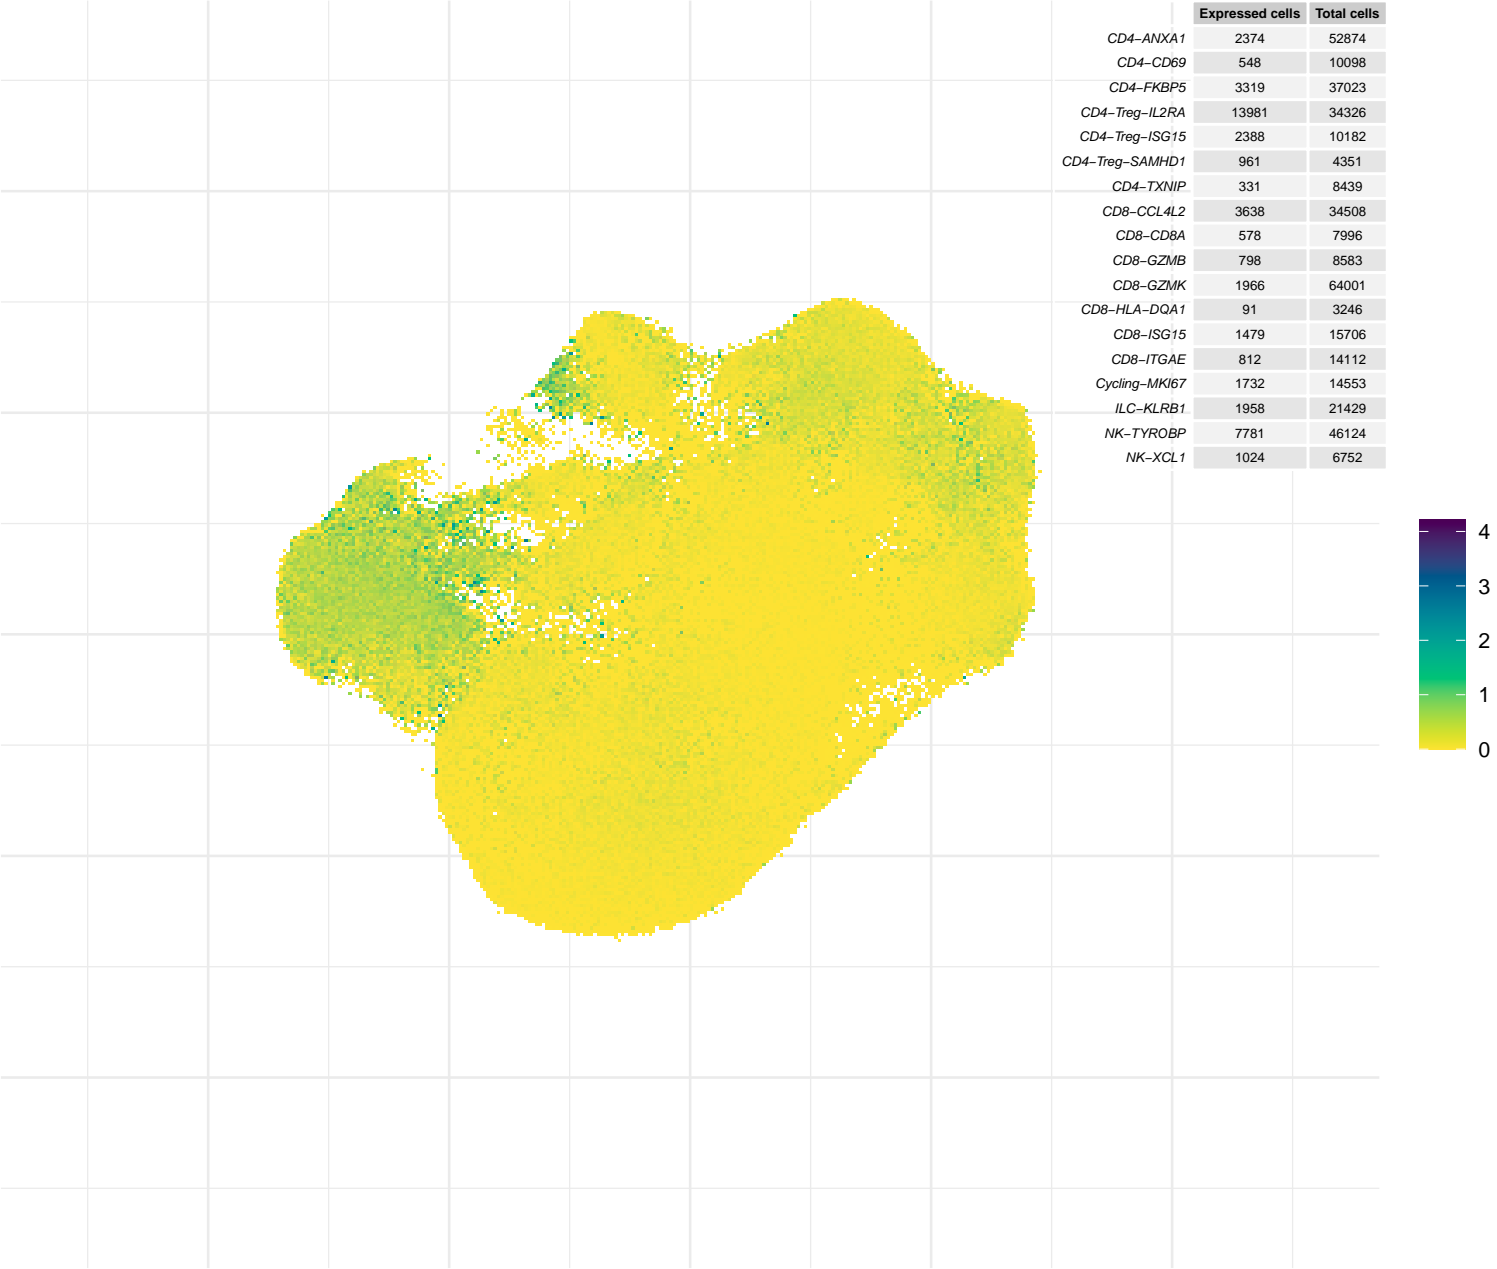 Expressed cells Total cells
CD4−ANXA1 2374 52874
CD4−CD69 548 10098
CD4−FKBP5 3319 37023
CD4−Treg−IL2RA 13981 34326
CD4−Treg−ISG15 2388 10182
CD4−Treg−SAMHD1 961 4351
CD4−TXNIP 331 8439
CD8−CCL4L2 3638 34508
CD8−CD8A 578 7996
CD8−GZMB 798 8583
CD8−GZMK 1966 64001
CD8−HLA−DQA1 91 3246
CD8−ISG15 1479 15706
CD8−ITGAE 812 14112
Cycling−MKI67 1732 14553
ILC−KLRB1 1958 21429
NK−TYROBP 7781 46124
NK−XCL1 1024 6752
4
3
2
1
0